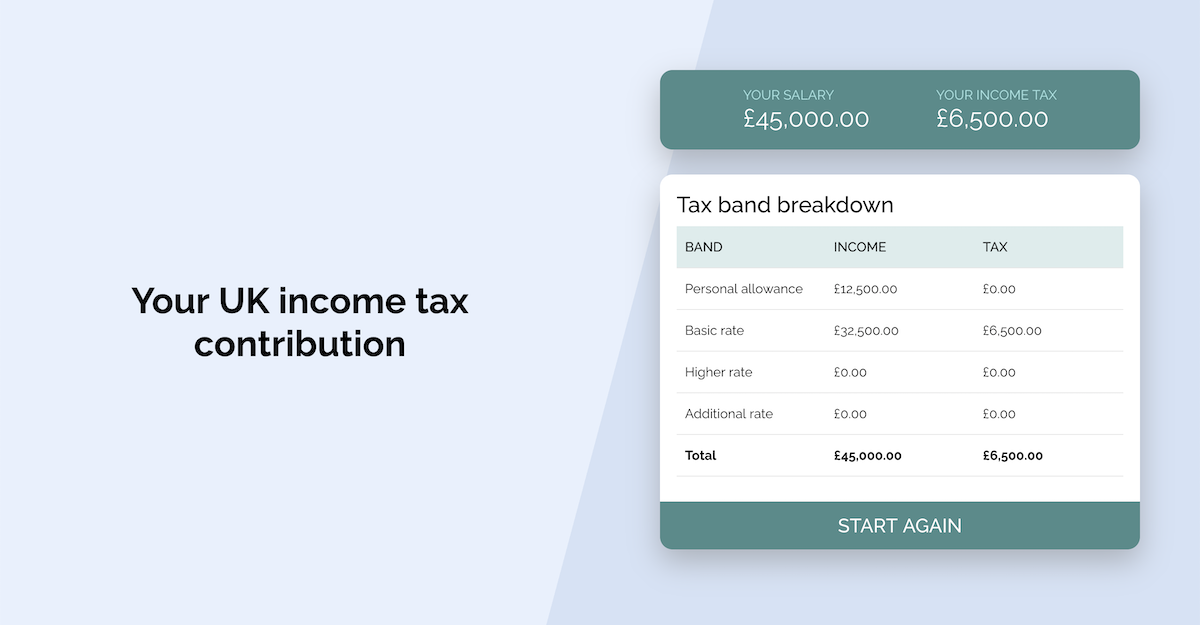 Your UK income tax
contribution
YOUR SALARY YOUR INCOME TAX
£45,000.00 £6,500.00
Tax band breakdown
BAND INCOME TAX
Personal allowance £12,500.00 £0.00
Basic rate £32,500.00 £6,500.00
Higher rate £0.00 £0.00
Additional rate £0.00 £0.00
Total £45,000.00 £6,500.00
START AGAIN